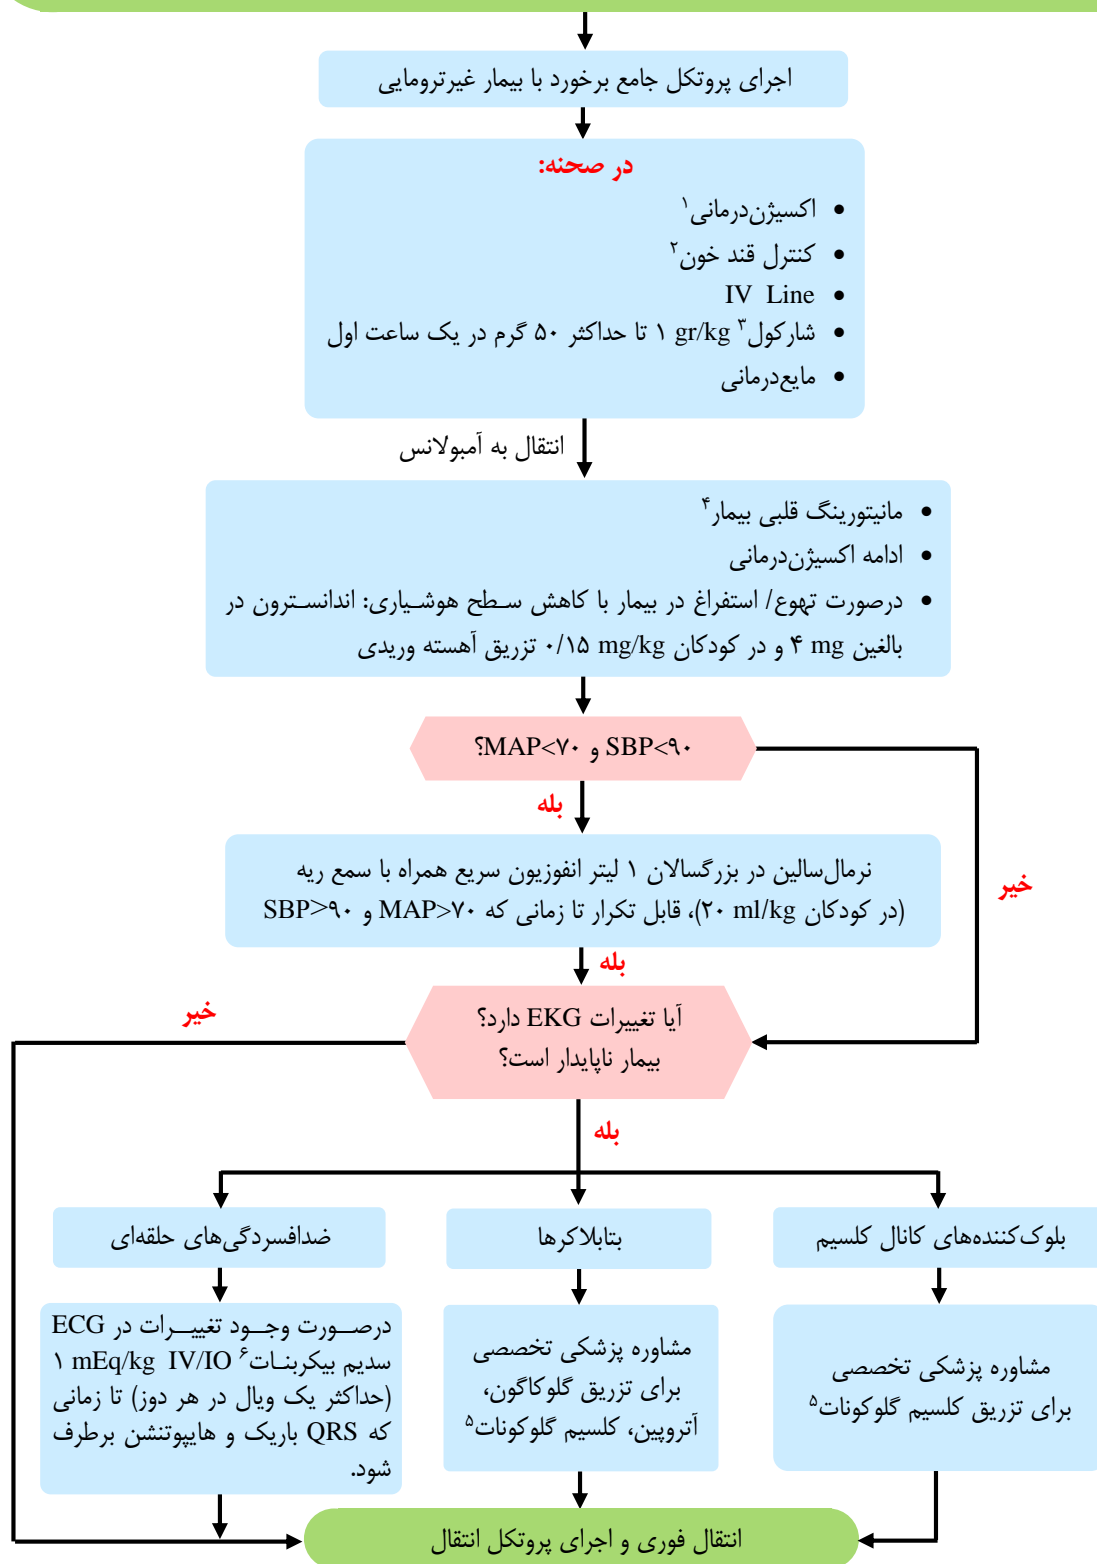 اجرای پروتکل جامع برخورد با بیمار غیرترومایی
در صحنه:
• اکسیژن‌درمانی۱
• کنترل قند خون۲
• IV Line
• شارکول۳ ۱ gr/kg تا حداکثر ۵۰ گرم در یک ساعت اول
• مایع‌درمانی
انتقال به آمبولانس
• مانیتورینگ قلبی بیمار۴
• ادامه اکسیژن‌درمانی
• درصورت تهوع/ استفراغ در بیمار با کاهش سطح هوشیاری: اندانسترون در
بالغین ۴ mg و در کودکان ۰/۱۵ mg/kg تزریق آهسته وریدی
SBP<۹۰ و MAP<۷۰؟
بله
خیر
نرمال‌سالین در بزرگسالان ۱ لیتر انفوزیون سریع همراه با سمع ریه
(در کودکان ۲۰ ml/kg)، قابل تکرار تا زمانی که MAP>۷۰ و SBP>۹۰
بله
آیا تغییرات EKG دارد؟
بیمار ناپایدار است؟
خیر
بله
بلوک‌کننده‌های کانال کلسیم
بتابلاکرها
ضدافسردگی‌های حلقه‌ای
مشاوره پزشکی تخصصی
برای تزریق کلسیم گلوکونات۵
مشاوره پزشکی تخصصی
برای تزریق گلوکاگون،
آتروپین، کلسیم گلوکونات۵
درصورت وجود تغییرات در ECG
سدیم بیکربنات۶ ۱ mEq/kg IV/IO
(حداکثر یک ویال در هر دوز) تا زمانی
که QRS باریک و هایپوتنشن برطرف
شود.
انتقال فوری و اجرای پروتکل انتقال